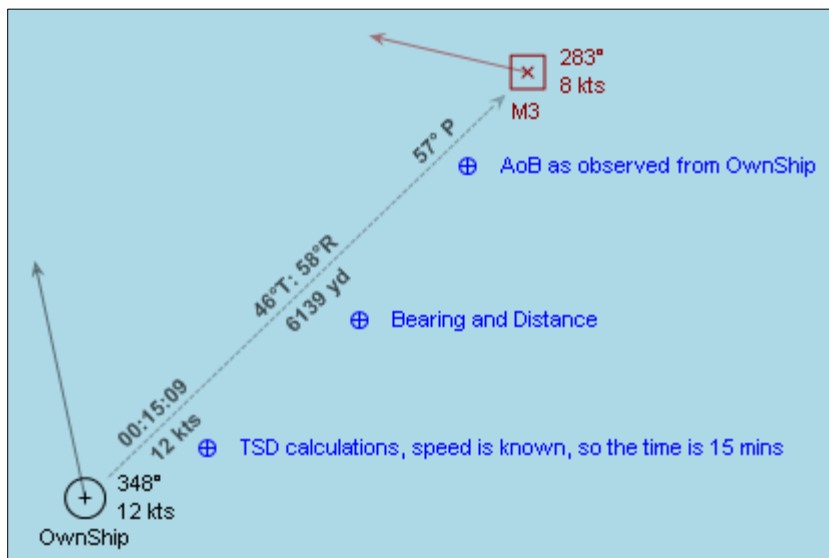 283°
8 kts
M3
57° P
AoB as observed from OwnShip
46°T: 58°R
6139 yd
Bearing and Distance
00:15:09
12 kts
TSD calculations, speed is known, so the time is 15 mins
348°
12 kts
OwnShip